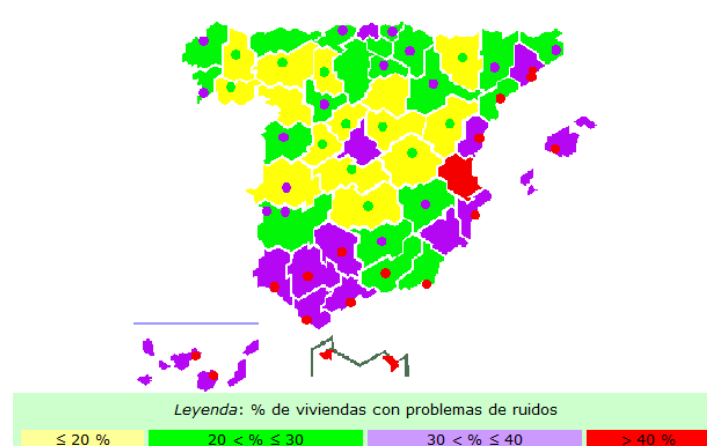 Leyenda: % de viviendas con problemas de ruidos
≤ 20 % 20 < % ≤ 30 30 < % ≤ 40 > 40 %